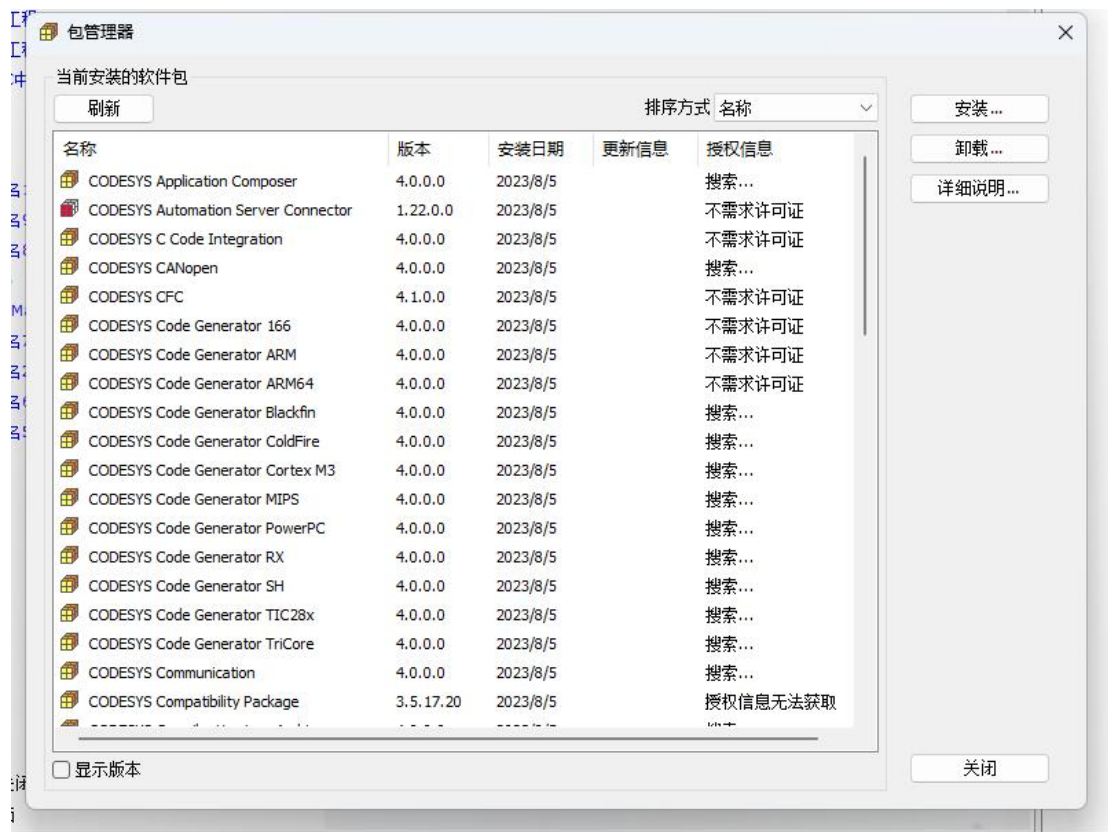 包管理器
当前安装的软件包
刷新
排序方式 名称
安装...
名称 版本 安装日期 更新信息 授权信息
卸载...
CODESYS Application Composer 4.0.0.0 2023/8/5 搜索...
详细说明...
CODESYS Automation Server Connector 1.22.0.0 2023/8/5 不需求许可证
CODESYS C Code Integration 4.0.0.0 2023/8/5 不需求许可证
CODESYS CANopen 4.0.0.0 2023/8/5 搜索...
CODESYS CFC 4.1.0.0 2023/8/5 不需求许可证
CODESYS Code Generator 166 4.0.0.0 2023/8/5 不需求许可证
CODESYS Code Generator ARM 4.0.0.0 2023/8/5 不需求许可证
CODESYS Code Generator ARM64 4.0.0.0 2023/8/5 不需求许可证
CODESYS Code Generator Blackfin 4.0.0.0 2023/8/5 搜索...
CODESYS Code Generator ColdFire 4.0.0.0 2023/8/5 搜索...
CODESYS Code Generator Cortex M3 4.0.0.0 2023/8/5 搜索...
CODESYS Code Generator MIPS 4.0.0.0 2023/8/5 搜索...
CODESYS Code Generator PowerPC 4.0.0.0 2023/8/5 搜索...
CODESYS Code Generator RX 4.0.0.0 2023/8/5 搜索...
CODESYS Code Generator SH 4.0.0.0 2023/8/5 搜索...
CODESYS Code Generator TIC28x 4.0.0.0 2023/8/5 搜索...
CODESYS Code Generator TriCore 4.0.0.0 2023/8/5 搜索...
CODESYS Communication 4.0.0.0 2023/8/5 搜索...
CODESYS Compatibility Package 3.5.17.20 2023/8/5 授权信息无法获取
显示版本
关闭